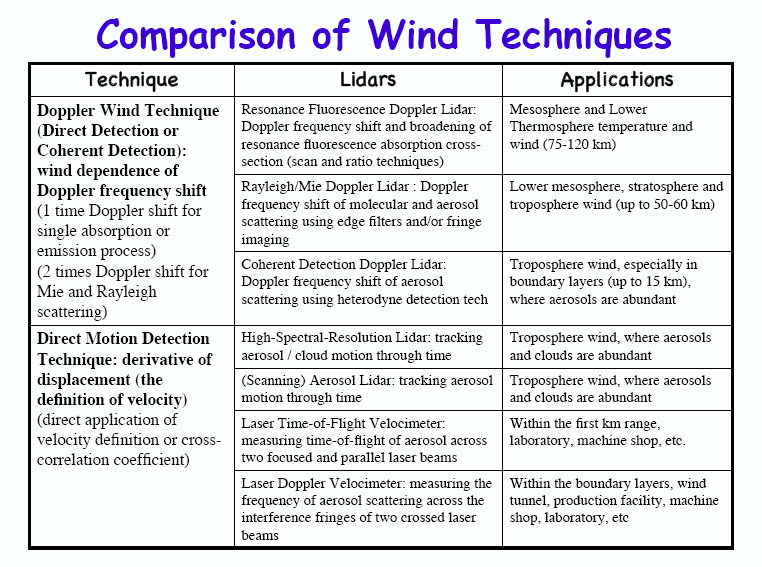 Comparison of Wind Techniques
Technique
Lidars
Applications
Doppler Wind Technique
(Direct Detection or
Coherent Detection):
wind dependence of
Doppler frequency shift
(1 time Doppler shift for
single absorption or
emission process)
(2 times Doppler shift for
Mie and Rayleigh
scattering)
Resonance Fluorescence Doppler Lidar:
Doppler frequency shift and broadening of
resonance fluorescence absorption cross-
section (scan and ratio techniques)
Mesosphere and Lower
Thermosphere temperature and
wind (75-120 km)
Rayleigh/Mie Doppler Lidar : Doppler
frequency shift of molecular and aerosol
scattering using edge filters and/or fringe
imaging
Lower mesosphere, stratosphere and
troposphere wind (up to 50-60 km)
Coherent Detection Doppler Lidar:
Doppler frequency shift of aerosol
scattering using heterodyne detection tech
Troposphere wind, especially in
boundary layers (up to 15 km),
where aerosols are abundant
Direct Motion Detection
Technique: derivative of
displacement (the
definition of velocity)
(direct application of
velocity definition or cross-
correlation coefficient)
High-Spectral-Resolution Lidar: tracking
aerosol / cloud motion through time
Troposphere wind, where aerosols
and clouds are abundant
(Scanning) Aerosol Lidar: tracking aerosol
motion through time
Troposphere wind, where aerosols
and clouds are abundant
Laser Time-of-Flight Velocimeter:
measuring time-of-flight of aerosol across
two focused and parallel laser beams
Within the first km range,
laboratory, machine shop, etc.
Laser Doppler Velocimeter: measuring the
frequency of aerosol scattering across the
interference fringes of two crossed laser
beams
Within the boundary layers, wind
tunnel, production facility, machine
shop, laboratory, etc